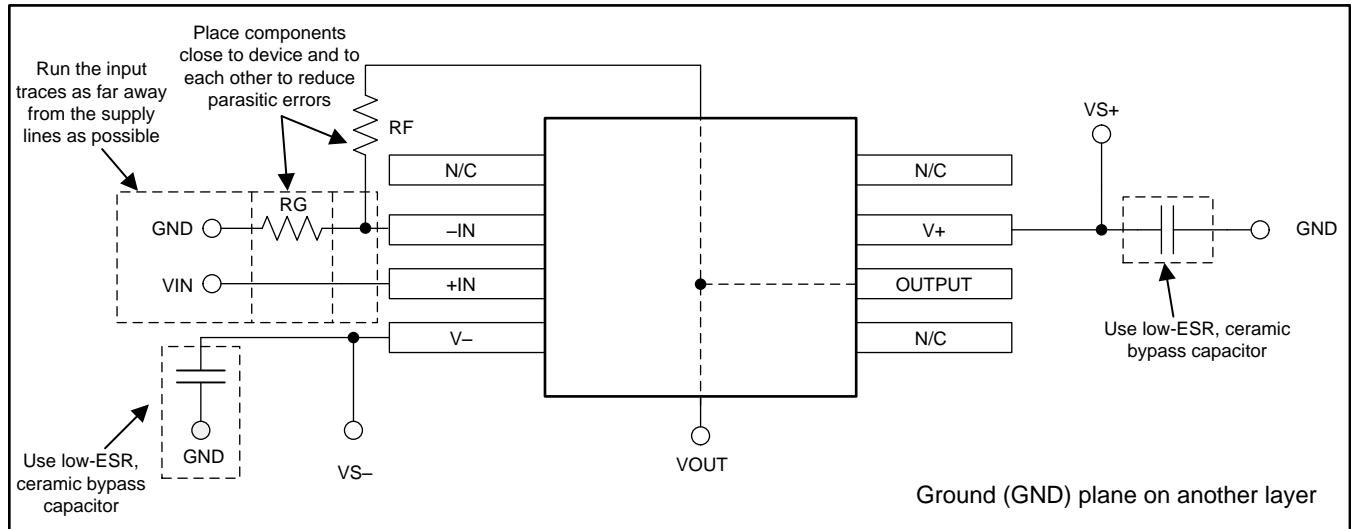 Place components
close to device and to
each other to reduce
parasitic errors
Run the input
traces as far away
from the supply
lines as possible
RF
VS+
N/C
N/C
RG
GND
–IN
V+
GND
VIN
+IN
OUTPUT
V–
N/C
Use low-ESR, ceramic
bypass capacitor
GND
VS–
VOUT
Use low-ESR,
ceramic bypass
capacitor
Ground (GND) plane on another layer